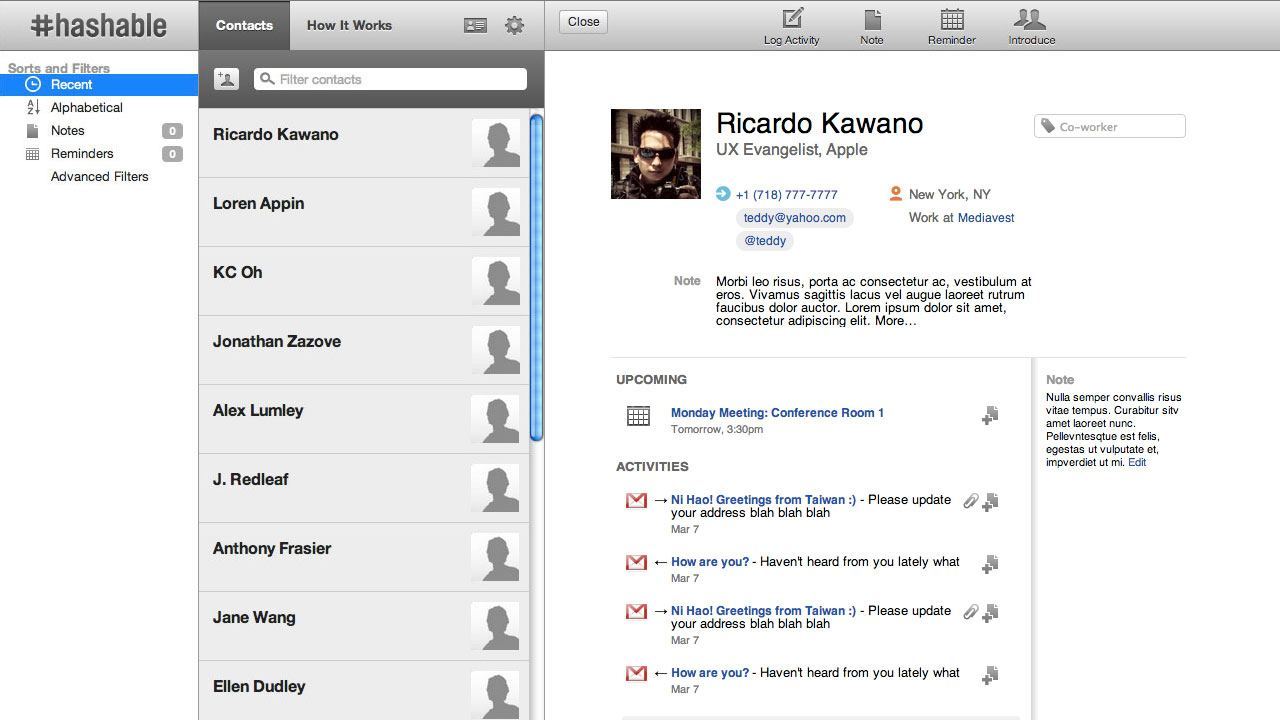 #hashable
Contacts
How It Works
Close
Log Activity
Note
Reminder
Introduce
Sorts and Filters
Recent
Alphabetical
Notes 0
Reminders 0
Advanced Filters
Filter contacts
Ricardo Kawano
Loren Appin
KC Oh
Jonathan Zazove
Alex Lumley
J. Redleaf
Anthony Frasier
Jane Wang
Ellen Dudley
Ricardo Kawano
UX Evangelist, Apple
Co-worker
+1 (718) 777-7777
teddy@yahoo.com
@teddy
New York, NY
Work at Mediavest
Note
Morbi leo risus, porta ac consectetur ac, vestibulum at
eros. Vivamus sagittis lacus vel augue laoreet rutrum
faucibus dolor auctor. Lorem ipsum dolor sit amet,
consectetur adipiscing elit. More...
UPCOMING
Monday Meeting: Conference Room 1
Tomorrow, 3:30pm
ACTIVITIES
→ Ni Hao! Greetings from Taiwan :) - Please update
your address blah blah blah
Mar 7
← How are you? - Haven't heard from you lately what
Mar 7
→ Ni Hao! Greetings from Taiwan :) - Please update
your address blah blah blah
Mar 7
← How are you? - Haven't heard from you lately what
Mar 7
Note
Nulla semper convallis risus
vitae tempus. Curabitur sitv
amet laoreet nunc.
Pellevntesqtue est felis,
egestas ut vulputate et,
impverdiet ut mi. Edit